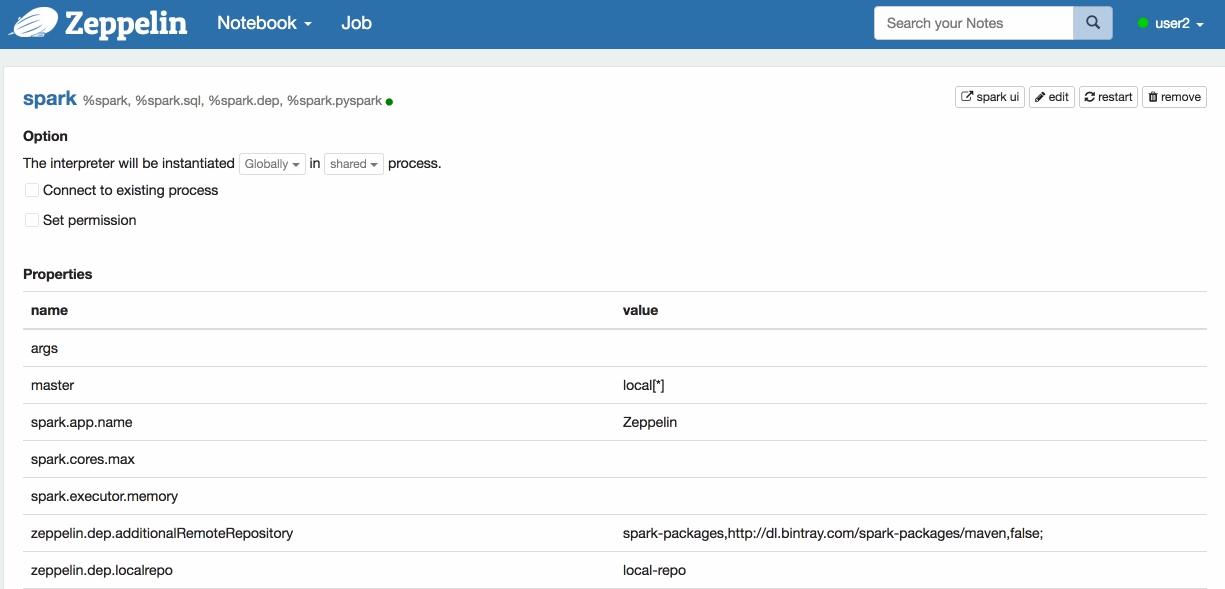 Zeppelin Notebook Job Search your Notes user2
spark %spark, %spark.sql, %spark.dep, %spark.pyspark spark ui edit restart remove
Option
The interpreter will be instantiated Globally in shared process.
Connect to existing process
Set permission
Properties
name value
args
master local[*]
spark.app.name Zeppelin
spark.cores.max
spark.executor.memory
zeppelin.dep.additionalRemoteRepository spark-packages,http://dl.bintray.com/spark-packages/maven,false;
zeppelin.dep.localrepo local-repo